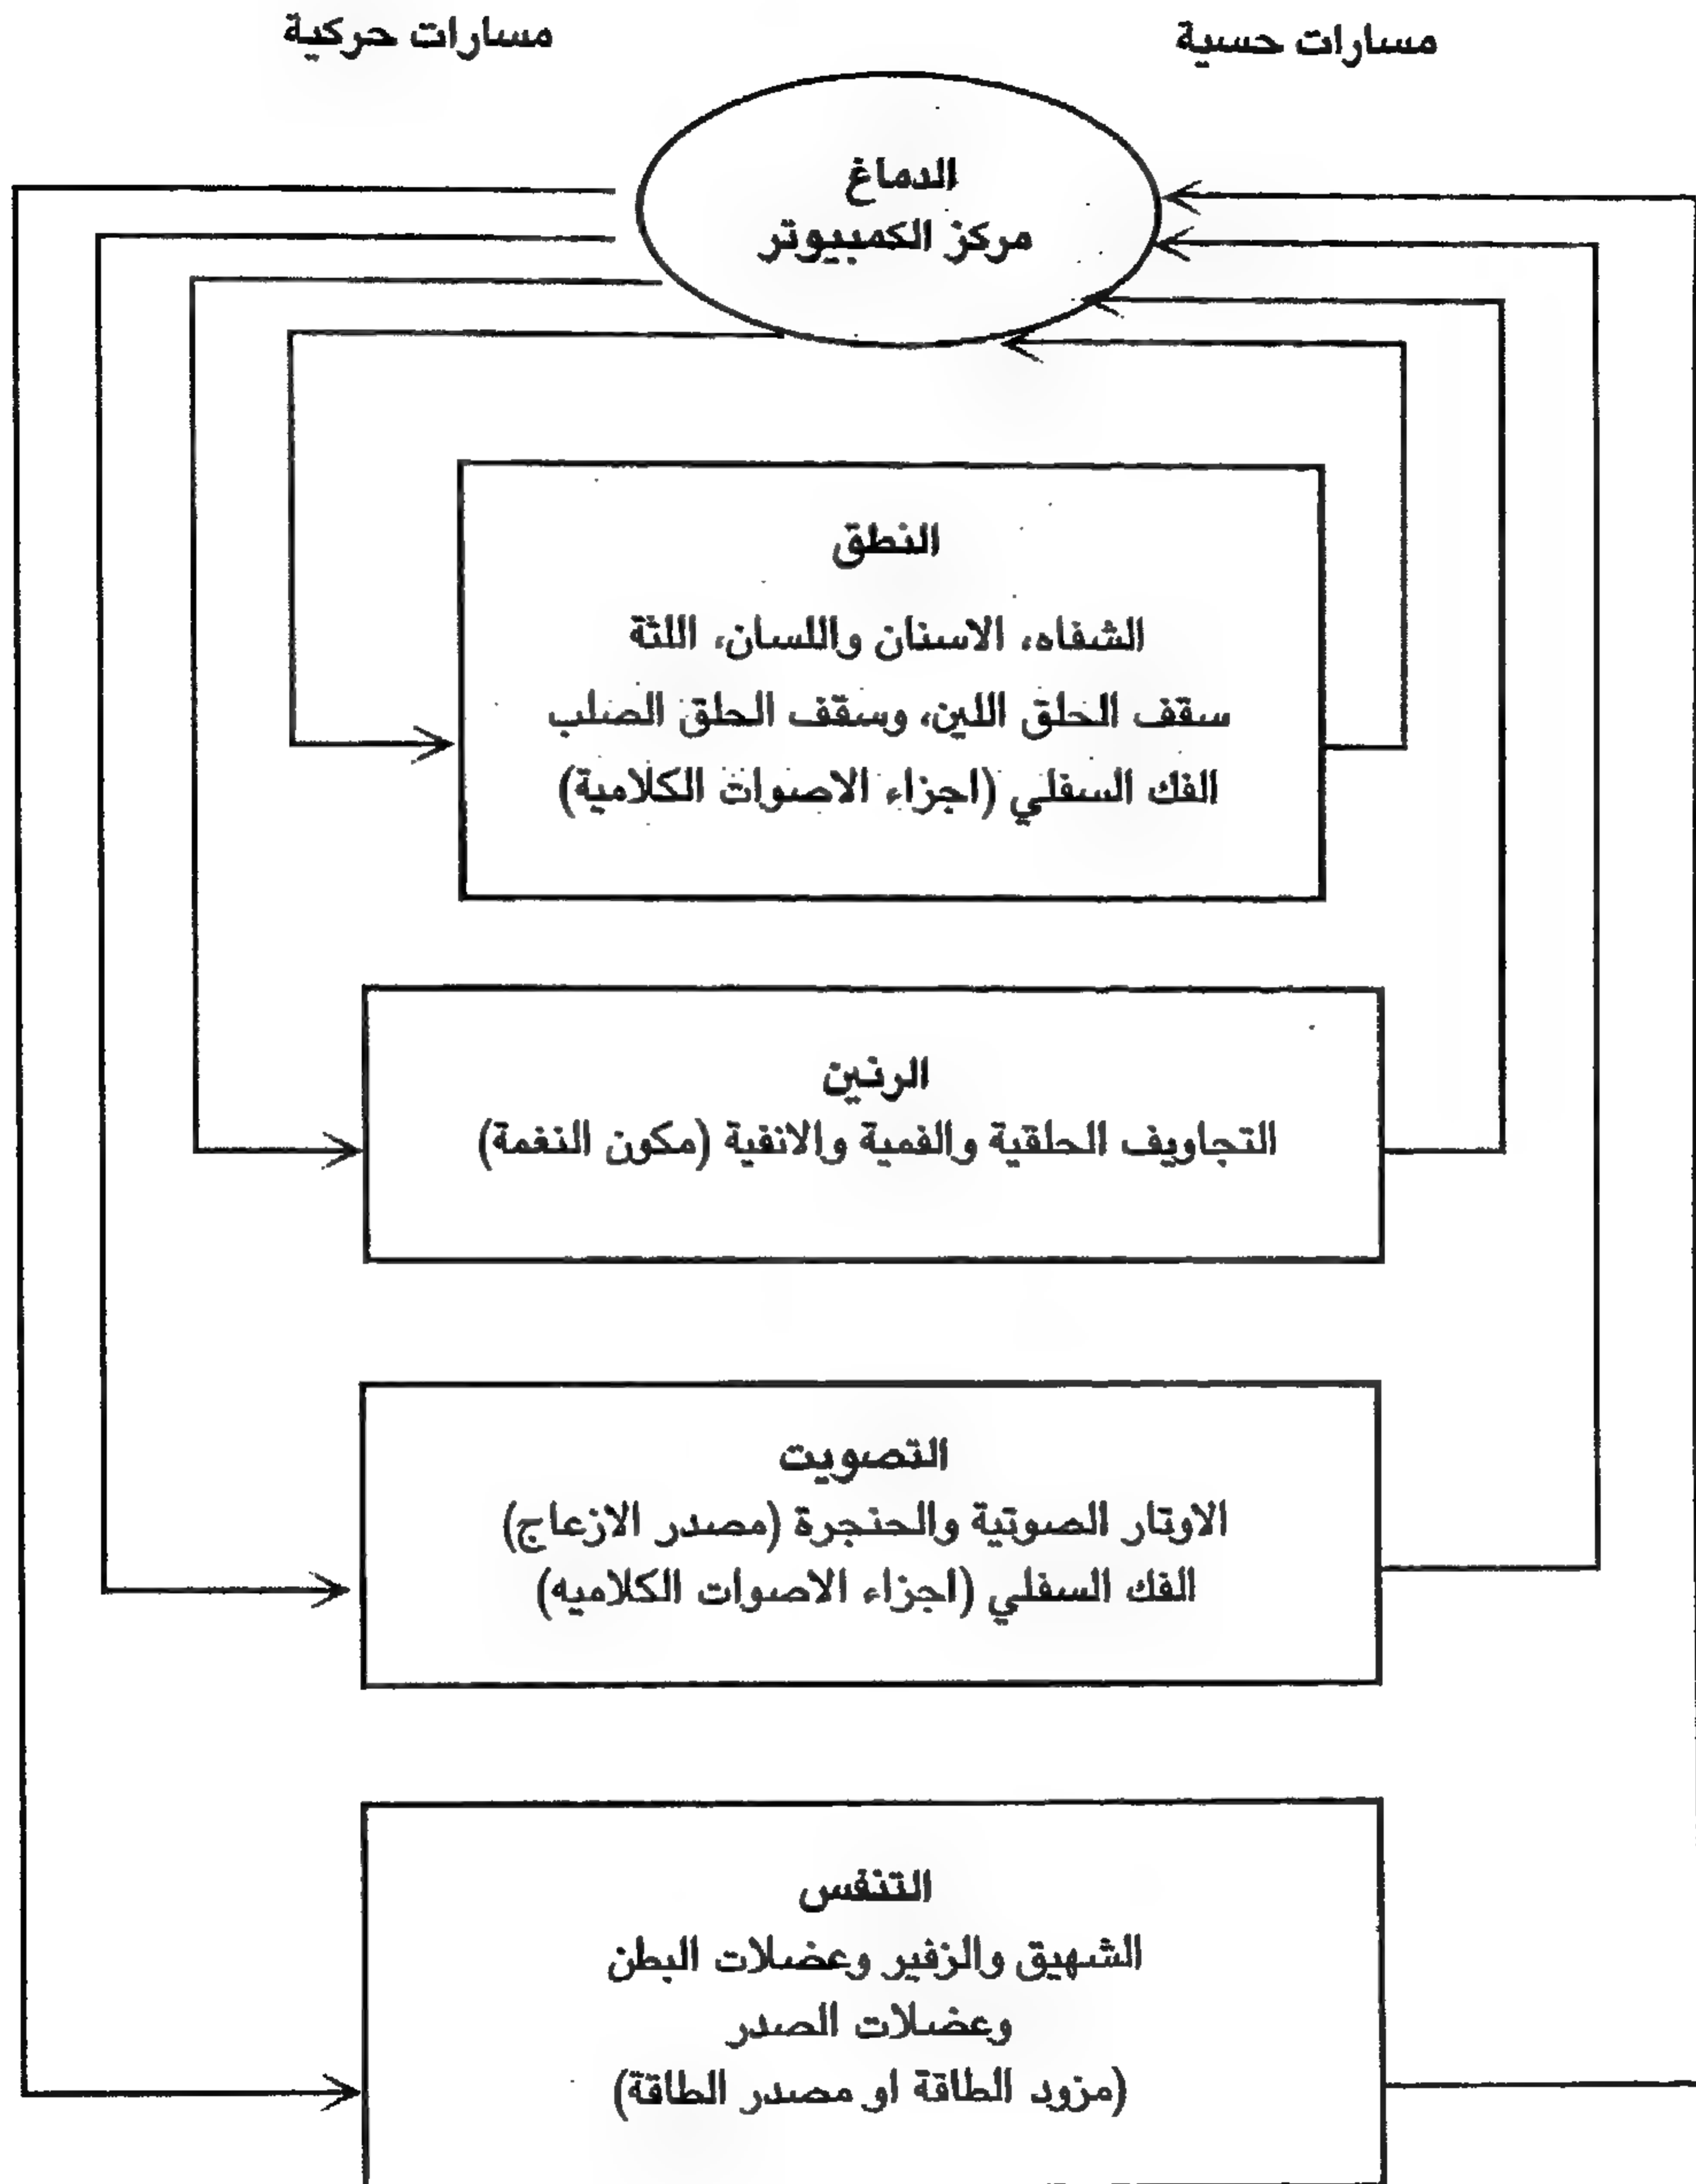 مسارات حسية
مسارات حركية
الدماغ
مركز الكمبيوتر
النطق
الشفاه، الاسنان واللسان، اللثة
سقف الحلق اللين، وسقف الحلق الصلب
الفك السفلي (اجزاء الاصوات الكلامية)
الرنين
التجاويف الحلقية والفمية والانفية (مكون النغمة)
التصويت
الاوتار الصوتية والحنجرة (مصدر الازعاج)
الفك السفلي (اجزاء الاصوات الكلاميه)
التنفس
الشهيق والزفير وعضلات البطن
وعضلات الصدر
(مزود الطاقة او مصدر الطاقة)